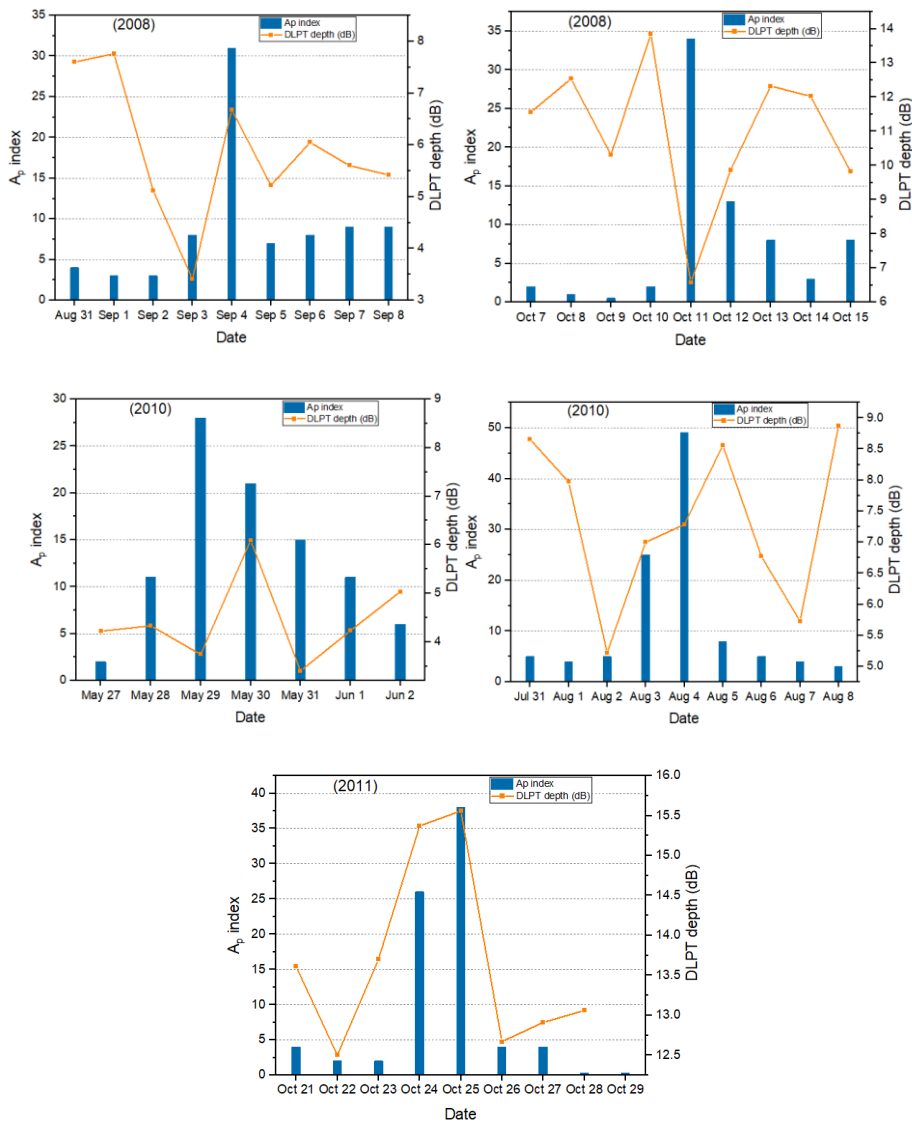 (2008)
Ap index
DLPT depth (dB)
35
30
25
20
15
10
5
0
8
7
6
5
4
3
Ap index
DLPT depth (dB)
Aug 31 Sep 1 Sep 2 Sep 3 Sep 4 Sep 5 Sep 6 Sep 7 Sep 8
Date
(2008)
Ap index
DLPT depth (dB)
35
30
25
20
15
10
5
0
14
13
12
11
10
9
8
7
6
Ap index
DLPT depth (dB)
Oct 7 Oct 8 Oct 9 Oct 10 Oct 11 Oct 12 Oct 13 Oct 14 Oct 15
Date
(2010)
Ap index
DLPT depth (dB)
30
25
20
15
10
5
0
9
8
7
6
5
4
Ap index
DLPT depth (dB)
May 27 May 28 May 29 May 30 May 31 Jun 1 Jun 2
Date
(2010)
Ap index
DLPT depth (dB)
50
40
30
20
10
0
9.0
8.5
8.0
7.5
7.0
6.5
6.0
5.5
5.0
Ap index
DLPT depth (dB)
Jul 31 Aug 1 Aug 2 Aug 3 Aug 4 Aug 5 Aug 6 Aug 7 Aug 8
Date
(2011)
Ap index
DLPT depth (dB)
40
35
30
25
20
15
10
5
0
16.0
15.5
15.0
14.5
14.0
13.5
13.0
12.5
Ap index
DLPT depth (dB)
Oct 21 Oct 22 Oct 23 Oct 24 Oct 25 Oct 26 Oct 27 Oct 28 Oct 29
Date